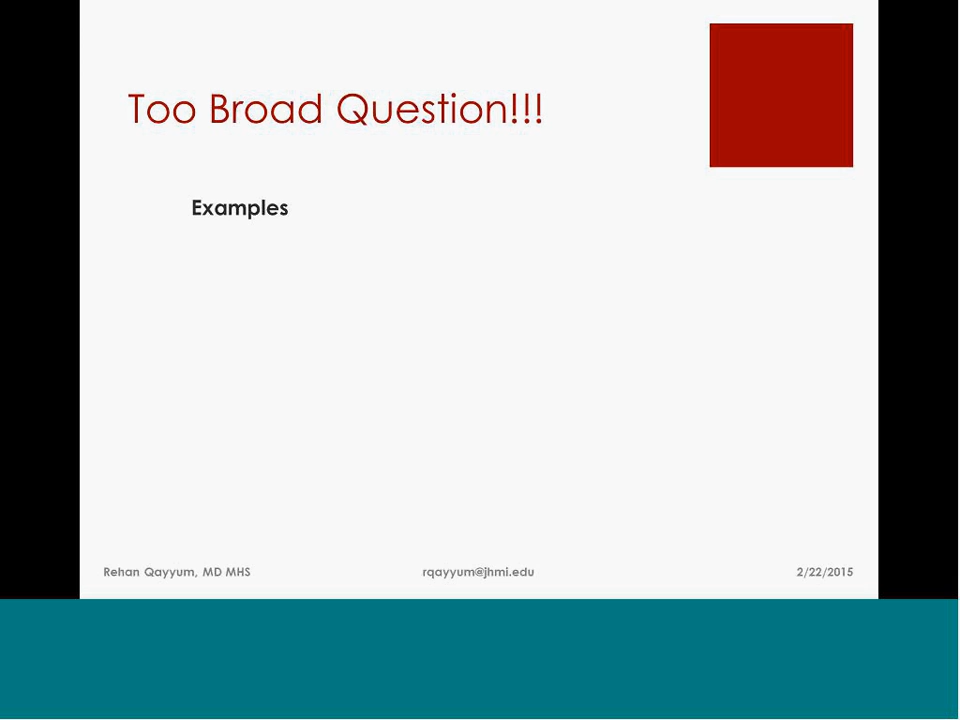 Too Broad Question!!!
Examples
Rehan Qayyum, MD MHS rqayyum@jhmi.edu 2/22/2015